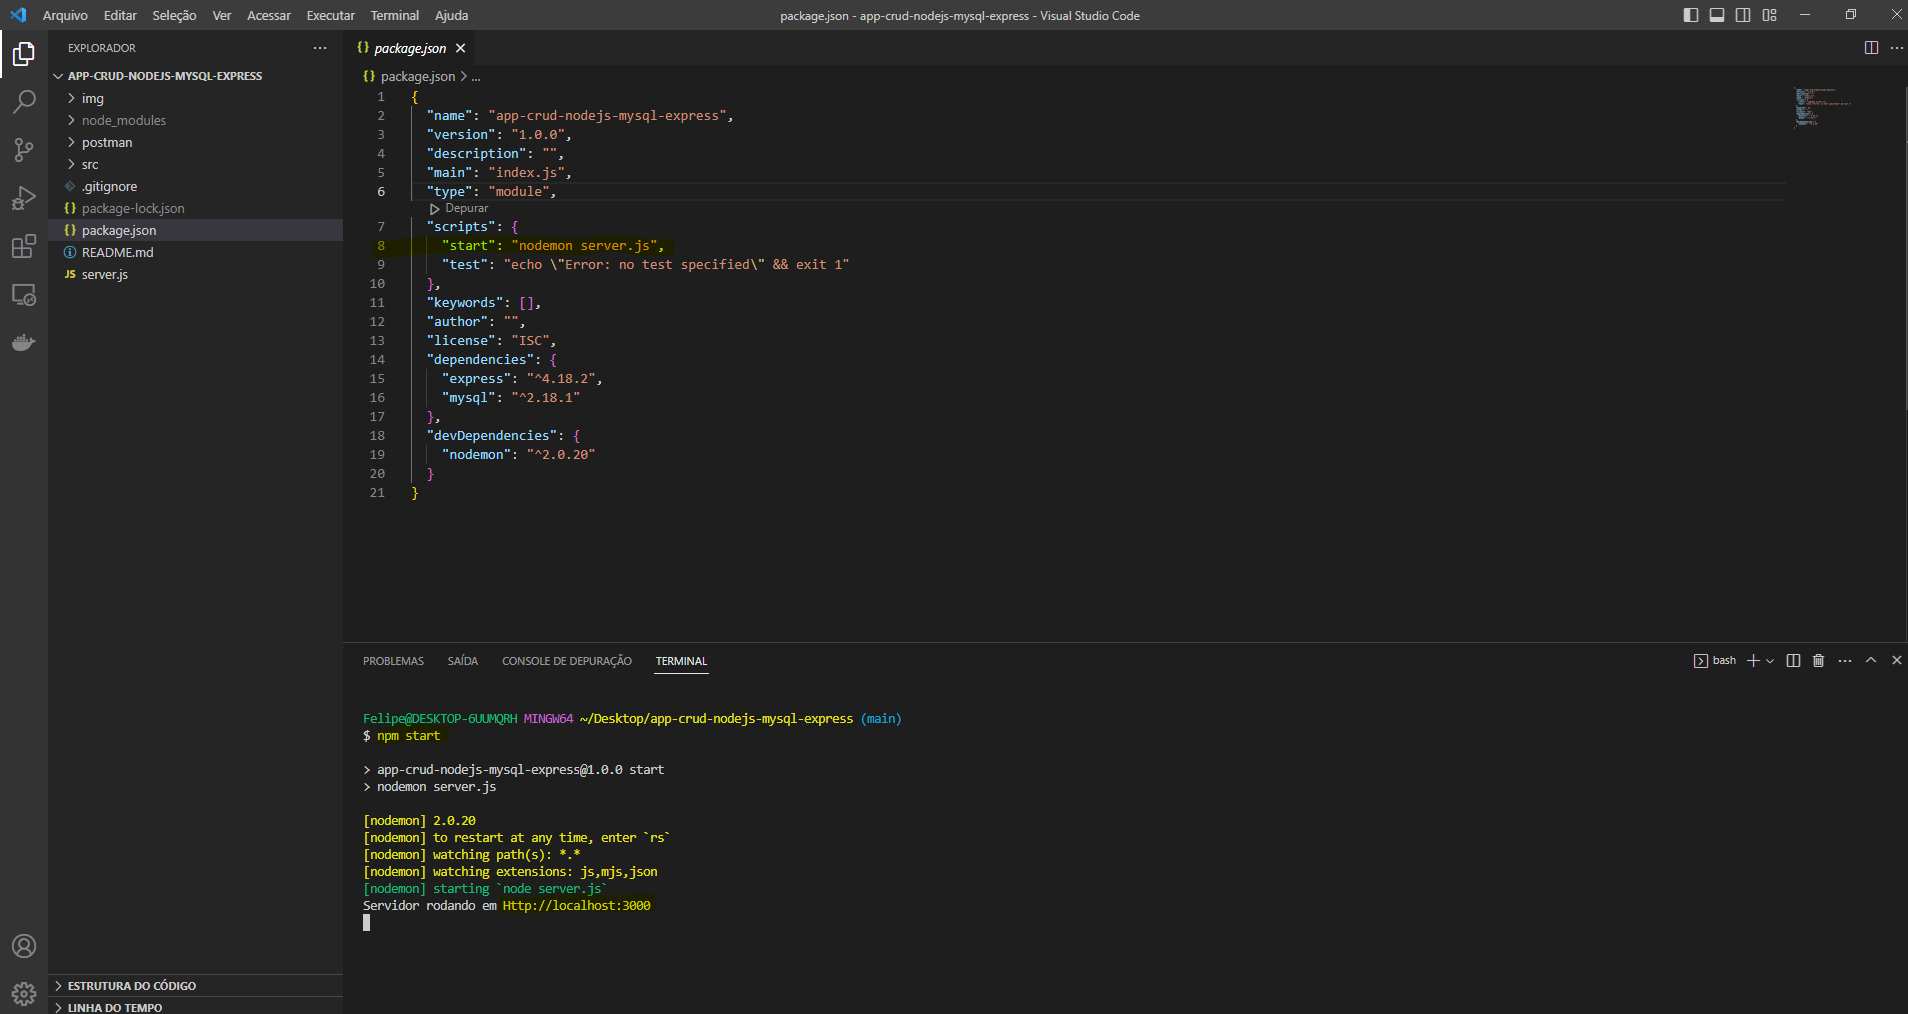 Arquivo Editar Seleção Ver Acessar Executar Terminal Ajuda
package.json - app-crud-nodejs-mysql-express - Visual Studio Code
EXPLORADOR
APP-CRUD-NODEJS-MYSQL-EXPRESS
img
node_modules
postman
src
.gitignore
{} package-lock.json
{} package.json
README.md
JS server.js
ESTRUTURA DO CÓDIGO
LINHA DO TEMPO
{} package.json
{} package.json > ...
1 {
2 "name": "app-crud-nodejs-mysql-express",
3 "version": "1.0.0",
4 "description": "",
5 "main": "index.js",
6 "type": "module",
Depurar
7 "scripts": {
8 "start": "nodemon server.js",
9 "test": "echo \"Error: no test specified\" && exit 1"
10 },
11 "keywords": [],
12 "author": "",
13 "license": "ISC",
14 "dependencies": {
15 "express": "^4.18.2",
16 "mysql": "^2.18.1"
17 },
18 "devDependencies": {
19 "nodemon": "^2.0.20"
20 }
21 }
PROBLEMAS SAÍDA CONSOLE DE DEPURAÇÃO TERMINAL
bash
Felipe@DESKTOP-6UUMQRH MINGW64 ~/Desktop/app-crud-nodejs-mysql-express (main)
$ npm start
> app-crud-nodejs-mysql-express@1.0.0 start
> nodemon server.js
[nodemon] 2.0.20
[nodemon] to restart at any time, enter `rs`
[nodemon] watching path(s): *.*
[nodemon] watching extensions: js,mjs,json
[nodemon] starting `node server.js`
Servidor rodando em Http://localhost:3000